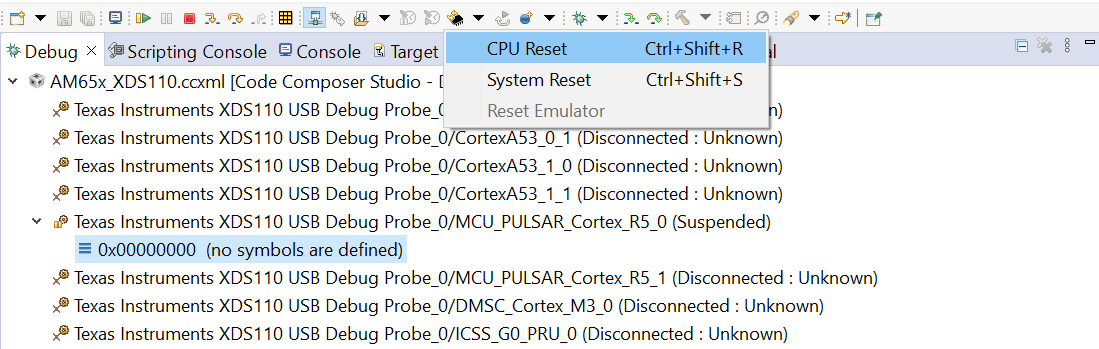 Debug
Scripting Console
Console
Target
al
CPU Reset Ctrl+Shift+R
System Reset Ctrl+Shift+S
Reset Emulator
AM65x_XDS110.ccxml [Code Composer Studio - D
Texas Instruments XDS110 USB Debug Probe_0/ (Disconnected : Unknown)
Texas Instruments XDS110 USB Debug Probe_0/CortexA53_0_1 (Disconnected : Unknown)
Texas Instruments XDS110 USB Debug Probe_0/CortexA53_1_0 (Disconnected : Unknown)
Texas Instruments XDS110 USB Debug Probe_0/CortexA53_1_1 (Disconnected : Unknown)
Texas Instruments XDS110 USB Debug Probe_0/MCU_PULSAR_Cortex_R5_0 (Suspended)
0x00000000 (no symbols are defined)
Texas Instruments XDS110 USB Debug Probe_0/MCU_PULSAR_Cortex_R5_1 (Disconnected : Unknown)
Texas Instruments XDS110 USB Debug Probe_0/DMSC_Cortex_M3_0 (Disconnected : Unknown)
Texas Instruments XDS110 USB Debug Probe_0/ICSS_G0_PRU_0 (Disconnected : Unknown)